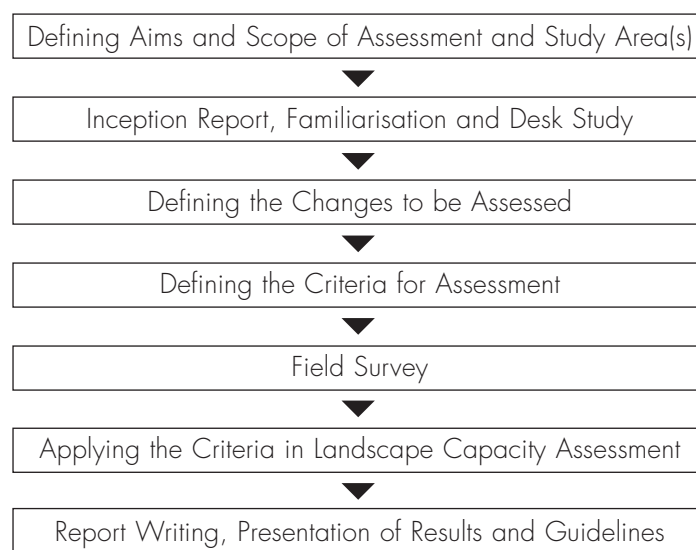 Defining Aims and Scope of Assessment and Study Area(s)
Inception Report, Familiarisation and Desk Study
Defining the Changes to be Assessed
Defining the Criteria for Assessment
Field Survey
Applying the Criteria in Landscape Capacity Assessment
Report Writing, Presentation of Results and Guidelines